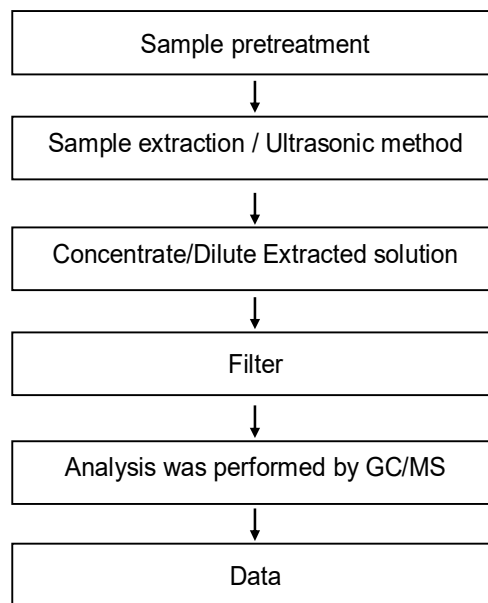 Sample pretreatment
Sample extraction / Ultrasonic method
Concentrate/Dilute Extracted solution
Filter
Analysis was performed by GC/MS
Data